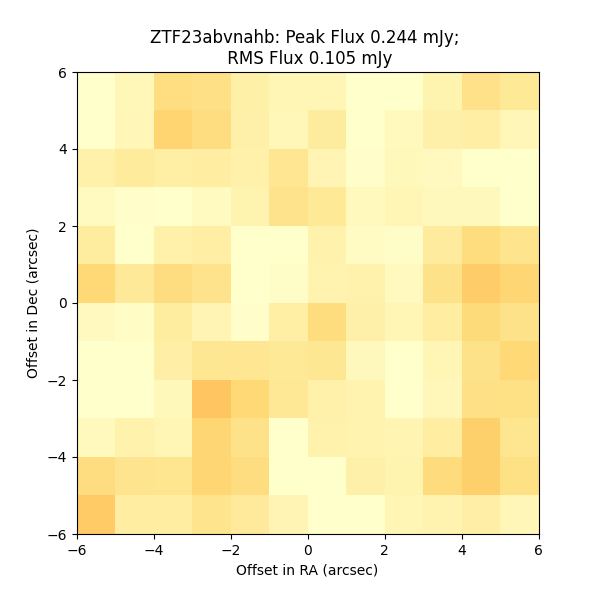 ZTF23abvnahb: Peak Flux 0.244 mJy;
RMS Flux 0.105 mJy
6
4
2
0
−2
−4
−6
Offset in Dec (arcsec)
−6 −4 −2 0 2 4 6
Offset in RA (arcsec)